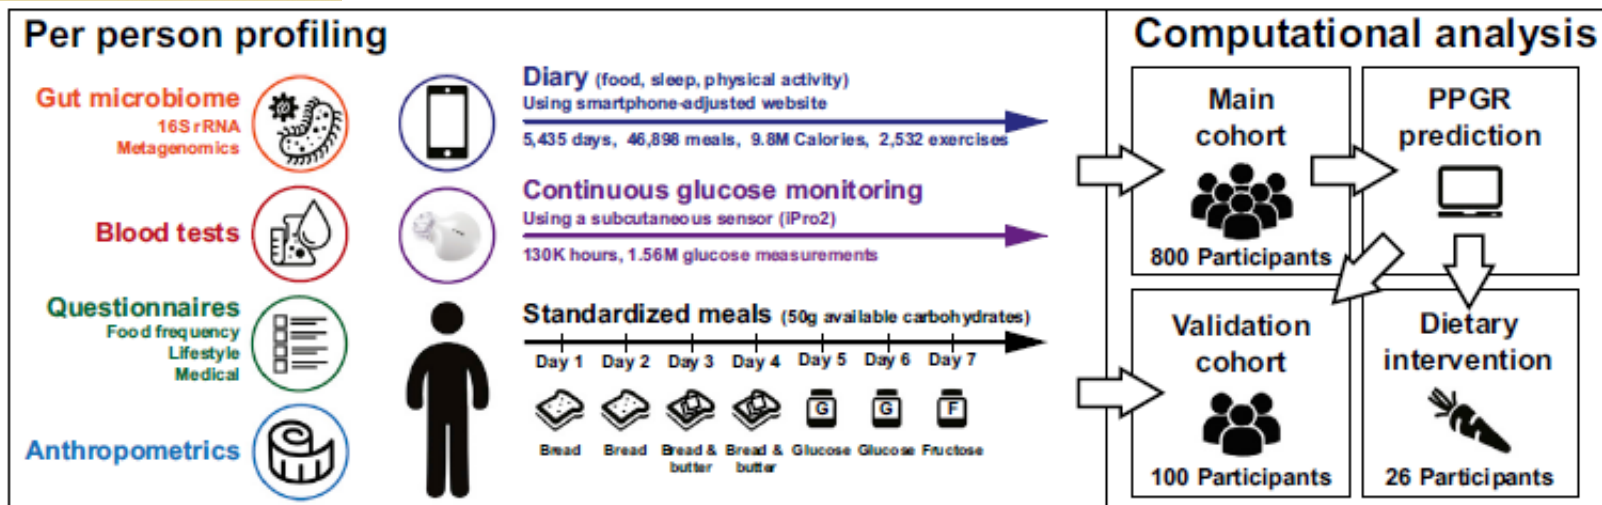 Per person profiling
Gut microbiome
16S rRNA
Metagenomics
Blood tests
Questionnaires
Food frequency
Lifestyle
Medical
Anthropometrics
Diary (food, sleep, physical activity)
Using smartphone-adjusted website
5,435 days, 46,898 meals, 9.8M Calories, 2,532 exercises
Continuous glucose monitoring
Using a subcutaneous sensor (iPro2)
130K hours, 1.56M glucose measurements
Standardized meals (50g available carbohydrates)
Day 1 Day 2 Day 3 Day 4 Day 5 Day 6 Day 7
G G F
Bread Bread Bread & Bread & Glucose Glucose Fructose
butter butter
Computational analysis
Main
cohort
800 Participants
PPGR
prediction
Validation
cohort
100 Participants
Dietary
intervention
26 Participants